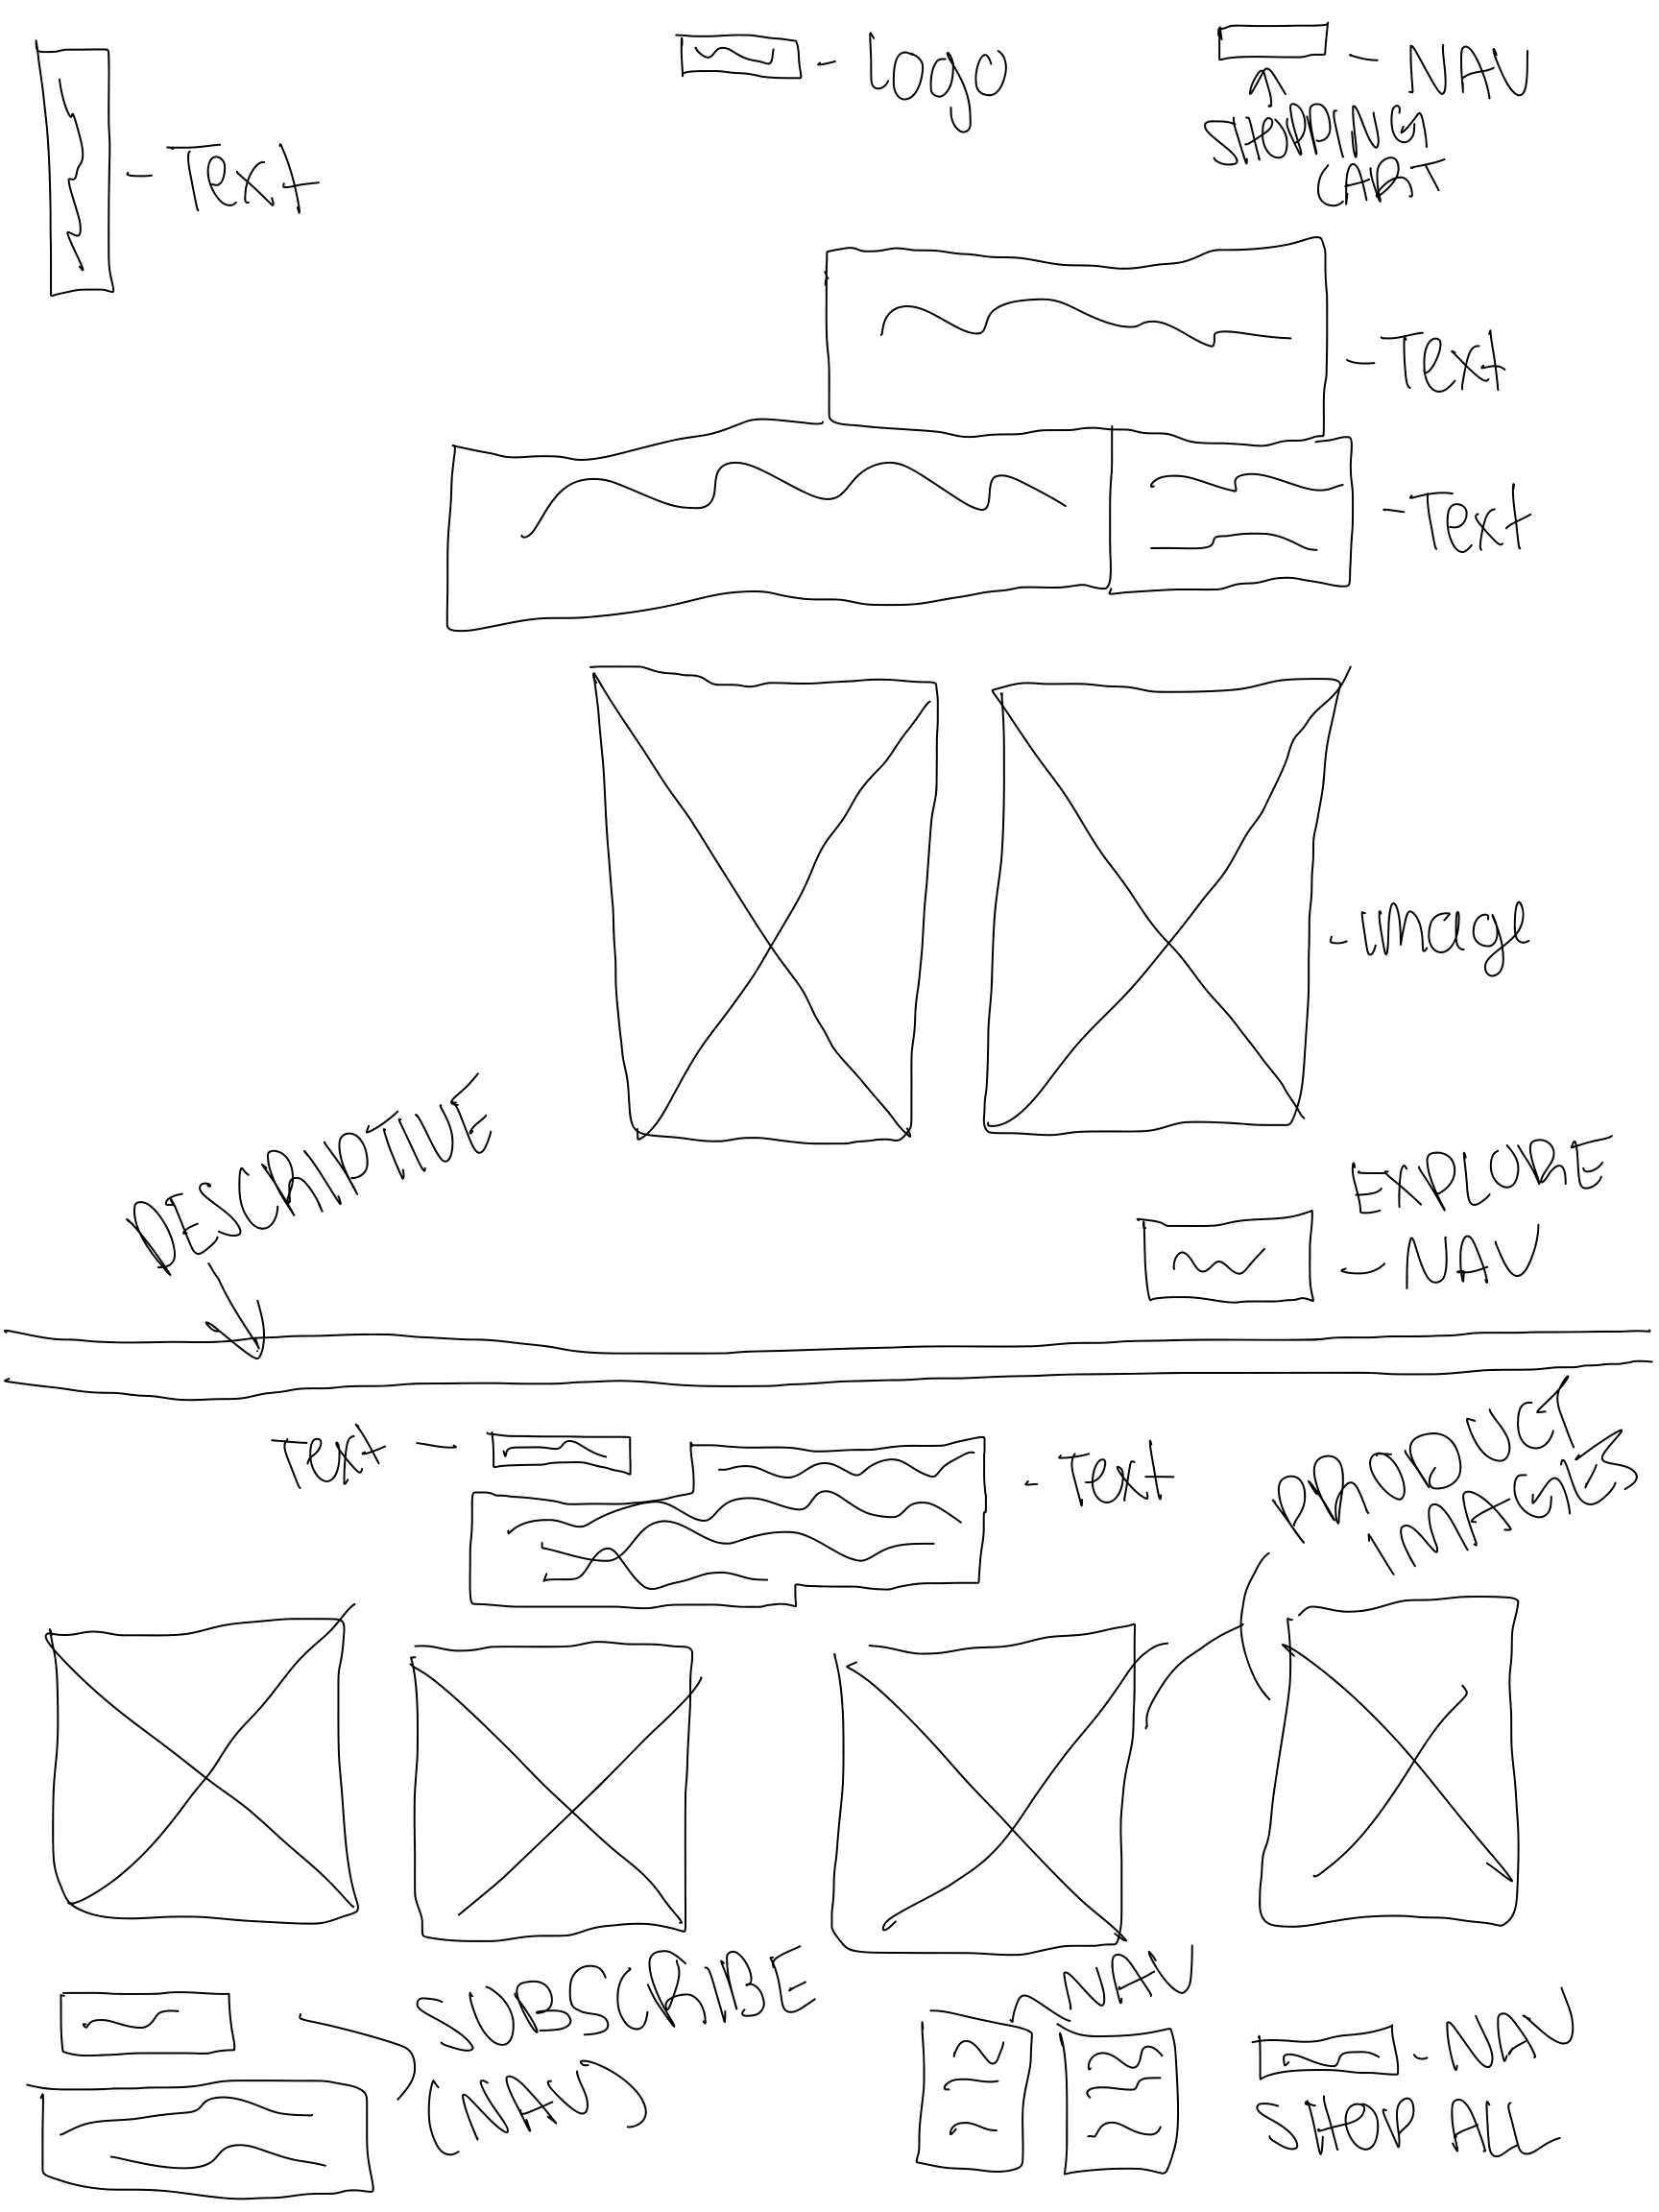 - Logo
- NAV
SHOPPING
CART
- Text
- Text
- Text
- image
DESCRIPTIVE
EXPLORE
- NAV
Text -
- Text
PRODUCT
IMAGES
SUBSCRIBE
(NAV)
NAV
- NAV
SHOP ALL